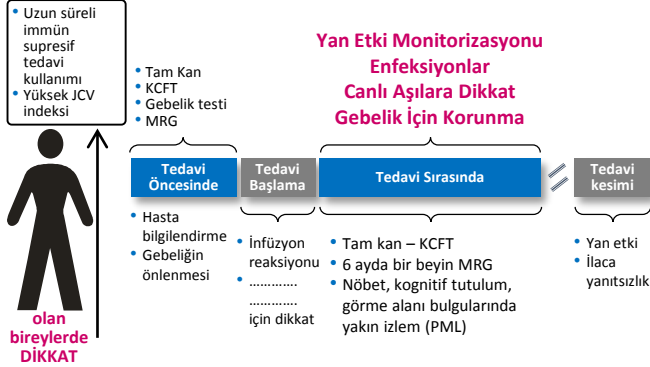 • Uzun süreli
immün
supresif
tedavi
kullanımı
• Yüksek JCV
indeksi
olan
bireylerde
DİKKAT
• Tam Kan
• KCFT
• Gebelik testi
• MRG
Yan Etki Monitorizasyonu
Enfeksiyonlar
Canlı Aşılara Dikkat
Gebelik İçin Korunma
Tedavi
Öncesinde
Tedavi
Başlama
Tedavi Sırasında
Tedavi
kesimi
• Hasta
bilgilendirme
• Gebeliğin
önlenmesi
• İnfüzyon
reaksiyonu
• ………….
………….
için dikkat
• Tam kan – KCFT
• 6 ayda bir beyin MRG
• Nöbet, kognitif tutulum,
görme alanı bulgularında
yakın izlem (PML)
• Yan etki
• İlaca
yanıtsızlık